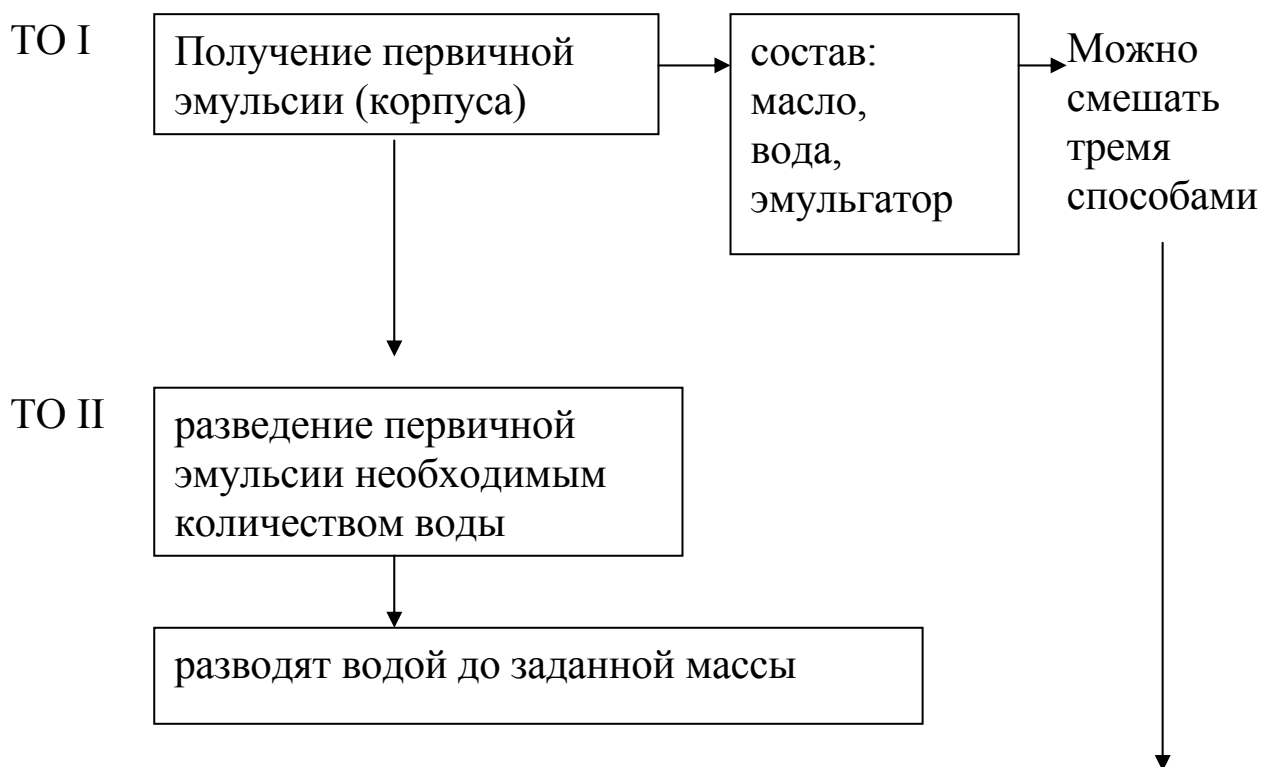 ТО I
Получение первичной
эмульсии (корпуса)
состав:
масло,
вода,
эмульгатор
Можно
смешать
тремя
способами
ТО II
разведение первичной
эмульсии необходимым
количеством воды
разводят водой до заданной массы